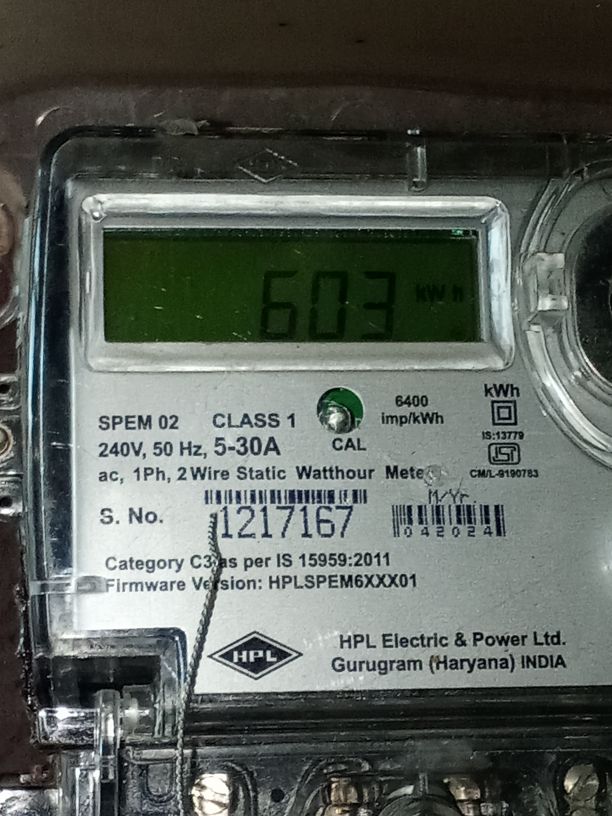 603 kWh
6400
imp/kWh
kWh
SPEM 02 CLASS 1
240V, 50 Hz, 5-30A
CAL
IS:13779
ISI
CM/L-9190783
ac, 1Ph, 2 Wire Static Watthour Mete
M/Yr.
S. No. 1217167
042024
Category C3 as per IS 15959:2011
Firmware Version: HPLSPEM6XXX01
HPL
HPL Electric & Power Ltd.
Gurugram (Haryana) INDIA